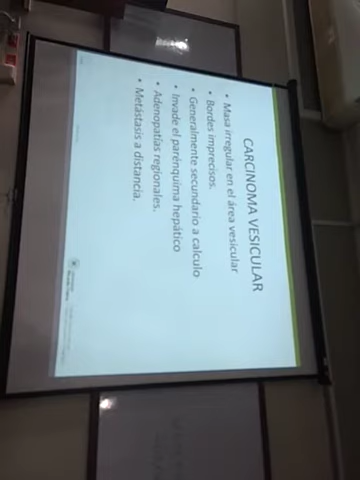 CARCINOMA VESICULAR
• Masa irregular en el área vesicular
• Bordes imprecisos.
• Generalmente secundario a calculo
• Invade el parénquima hepático
• Adenopatías regionales.
• Metástasis a distancia.